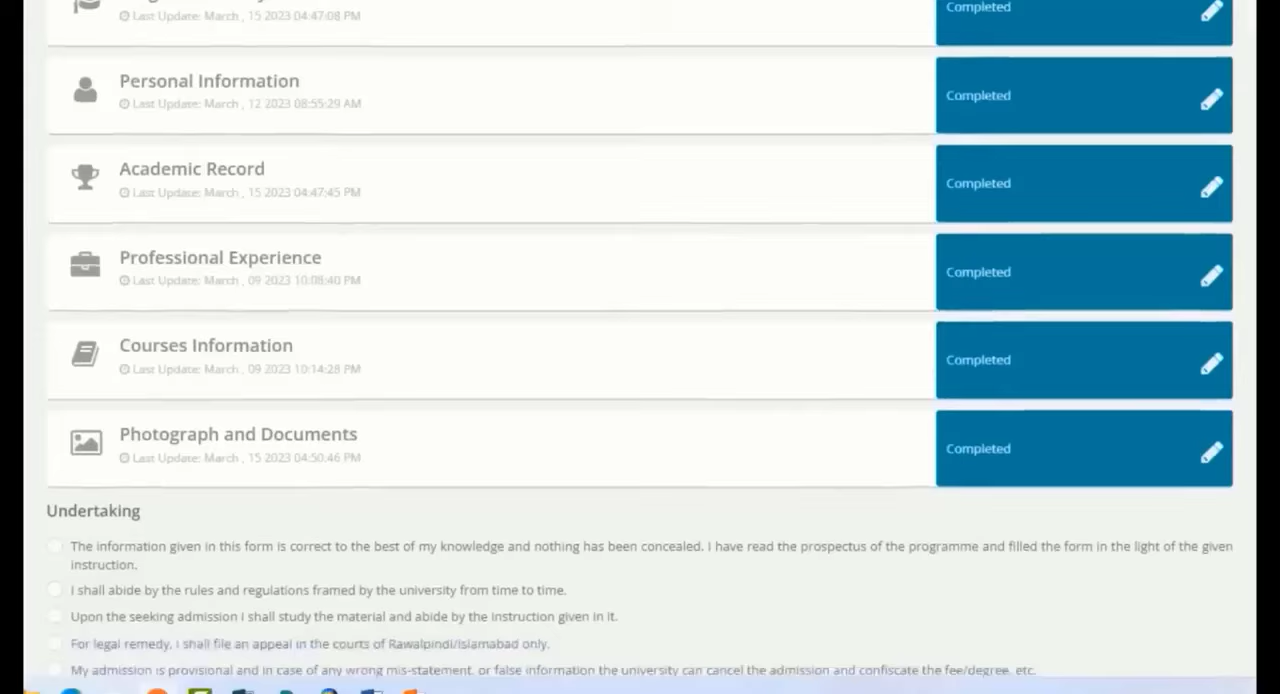 Last Update: March , 15 2023 04:47:08 PM
Completed
Personal Information
Last Update: March , 12 2023 08:55:29 AM
Completed
Academic Record
Last Update: March , 15 2023 04:47:45 PM
Completed
Professional Experience
Last Update: March , 09 2023 10:08:40 PM
Completed
Courses Information
Last Update: March , 09 2023 10:14:28 PM
Completed
Photograph and Documents
Last Update: March , 15 2023 04:50:46 PM
Completed
Undertaking
The information given in this form is correct to the best of my knowledge and nothing has been concealed. I have read the prospectus of the programme and filled the form in the light of the given
instruction.
I shall abide by the rules and regulations framed by the university from time to time.
Upon the seeking admission I shall study the material and abide by the instruction given in it.
For legal remedy, I shall file an appeal in the courts of Rawalpindi/Islamabad only.
My admission is provisional and in case of any wrong mis-statement, or false information the university can cancel the admission and confiscate the fee/degree, etc.